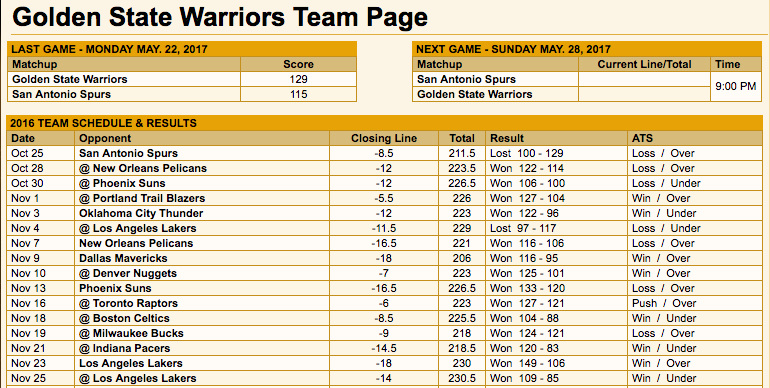 Golden State Warriors Team Page
LAST GAME - MONDAY MAY. 22, 2017
Matchup Score
Golden State Warriors 129
San Antonio Spurs 115
NEXT GAME - SUNDAY MAY. 28, 2017
Matchup Current Line/Total Time
San Antonio Spurs 9:00 PM
Golden State Warriors
2016 TEAM SCHEDULE & RESULTS
Date Opponent Closing Line Total Result ATS
Oct 25 San Antonio Spurs -8.5 211.5 Lost 100 - 129 Loss / Over
Oct 28 @ New Orleans Pelicans -12 223.5 Won 122 - 114 Loss / Over
Oct 30 @ Phoenix Suns -12 226.5 Won 106 - 100 Loss / Under
Nov 1 @ Portland Trail Blazers -5.5 226 Won 127 - 104 Win / Over
Nov 3 Oklahoma City Thunder -12 223 Won 122 - 96 Win / Under
Nov 4 @ Los Angeles Lakers -11.5 229 Lost 97 - 117 Loss / Under
Nov 7 New Orleans Pelicans -16.5 221 Won 116 - 106 Loss / Over
Nov 9 Dallas Mavericks -18 206 Won 116 - 95 Win / Over
Nov 10 @ Denver Nuggets -7 223 Won 125 - 101 Win / Over
Nov 13 Phoenix Suns -16.5 226.5 Won 133 - 120 Loss / Over
Nov 16 @ Toronto Raptors -6 223 Won 127 - 121 Push / Over
Nov 18 @ Boston Celtics -8.5 225.5 Won 104 - 88 Win / Under
Nov 19 @ Milwaukee Bucks -9 218 Won 124 - 121 Loss / Over
Nov 21 @ Indiana Pacers -14.5 218.5 Won 120 - 83 Win / Under
Nov 23 Los Angeles Lakers -18 230 Won 149 - 106 Win / Over
Nov 25 @ Los Angeles Lakers -14 230.5 Won 109 - 85 Win / Under